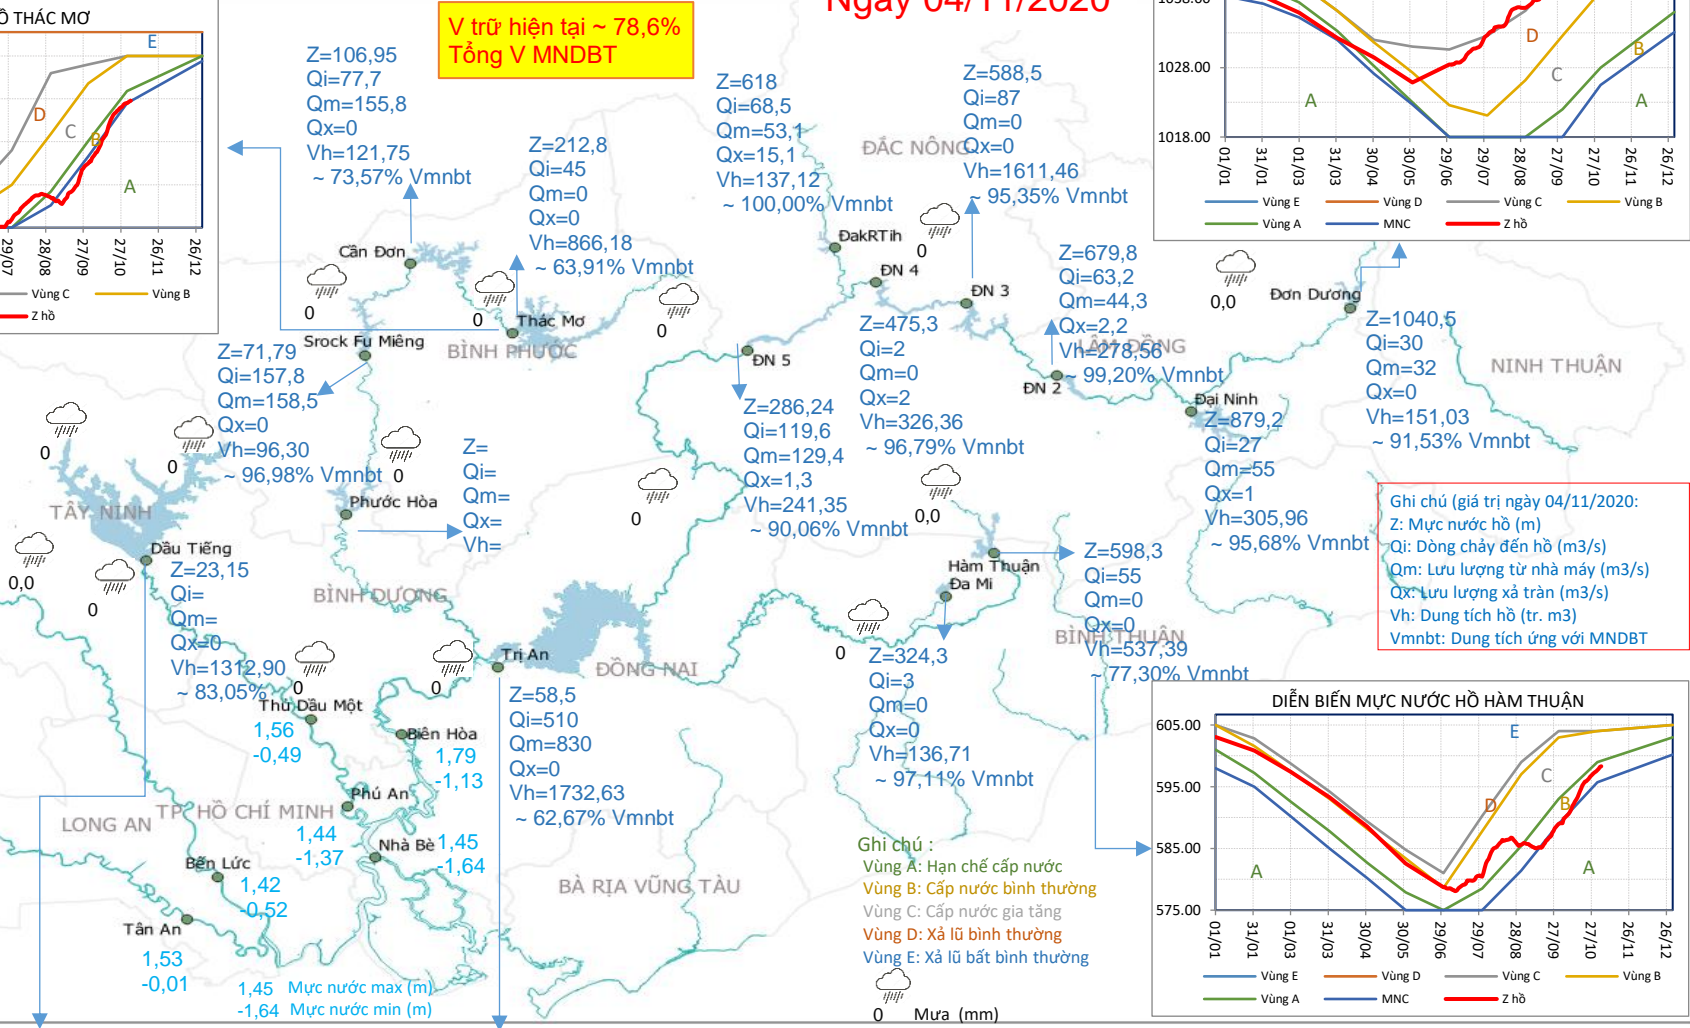 Ồ THÁC MƠ
E
D
C
B
A
29/07
28/08
27/09
27/10
26/11
26/12
Vùng C
Vùng B
Z hồ
V trữ hiện tại ~ 78,6%
Tổng V MNDBT
Ngày 04/11/2020
1038.00
1028.00
1018.00
A
D
C
B
A
01/01
31/01
01/03
31/03
30/04
30/05
29/06
29/07
28/08
27/09
27/10
26/11
26/12
Vùng E
Vùng D
Vùng C
Vùng B
Vùng A
MNC
Z hồ
Z=106,95
Qi=77,7
Qm=155,8
Qx=0
Vh=121,75
~ 73,57% Vmnbt
Z=212,8
Qi=45
Qm=0
Qx=0
Vh=866,18
~ 63,91% Vmnbt
Z=618
Qi=68,5
Qm=53,1
Qx=15,1
Vh=137,12
~ 100,00% Vmnbt
Z=588,5
Qi=87
Qm=0
Qx=0
Vh=1611,46
~ 95,35% Vmnbt
ĐẮC NÔNG
Cần Đơn
0
Thác Mơ
0
0
Srock Fu Miêng
BÌNH PHƯỚC
ĐakRTih
ĐN 4
0
ĐN 3
ĐN 5
Z=679,8
Qi=63,2
Qm=44,3
Qx=2,2
Vh=278,56
~ 99,20% Vmnbt
LÂM ĐỒNG
ĐN 2
0,0
Đơn Dương
Z=1040,5
Qi=30
Qm=32
Qx=0
Vh=151,03
~ 91,53% Vmnbt
NINH THUẬN
Z=71,79
Qi=157,8
Qm=158,5
Qx=0
Vh=96,30
~ 96,98% Vmnbt
Z=475,3
Qi=2
Qm=0
Qx=2
Vh=326,36
~ 96,79% Vmnbt
Đại Ninh
Z=879,2
Qi=27
Qm=55
Qx=1
Vh=305,96
~ 95,68% Vmnbt
Z=286,24
Qi=119,6
Qm=129,4
Qx=1,3
Vh=241,35
~ 90,06% Vmnbt
0
0
0
Z=
Qi=
Qm=
Qx=
Vh=
Phước Hòa
TÂY NINH
0
0,0
Ghi chú (giá trị ngày 04/11/2020:
Z: Mực nước hồ (m)
Qi: Dòng chảy đến hồ (m3/s)
Qm: Lưu lượng từ nhà máy (m3/s)
Qx: Lưu lượng xả tràn (m3/s)
Vh: Dung tích hồ (tr. m3)
Vmnbt: Dung tích ứng với MNDBT
Dầu Tiếng
0,0
0
Z=23,15
Qi=
Qm=
Qx=0
Vh=1312,90
~ 83,05%
BÌNH DƯƠNG
Hàm Thuận
Đa Mi
Z=598,3
Qi=55
Qm=0
Qx=0
Vh=537,39
~ 77,30% Vmnbt
BÌNH THUẬN
0
0
Trị An
ĐỒNG NAI
0
Z=324,3
Qi=3
Qm=0
Qx=0
Vh=136,71
~ 97,11% Vmnbt
Z=58,5
Qi=510
Qm=830
Qx=0
Vh=1732,63
~ 62,67% Vmnbt
Thủ Dầu Một
1,56
-0,49
Biên Hòa
1,79
-1,13
Phú An
TP HỒ CHÍ MINH
LONG AN
1,44
-1,37
Nhà Bè
1,45
-1,64
Bến Lức
1,42
-0,52
Tân An
1,53
-0,01
BÀ RỊA VŨNG TÀU
1,45 Mực nước max (m)
-1,64 Mực nước min (m)
Ghi chú :
Vùng A: Hạn chế cấp nước
Vùng B: Cấp nước bình thường
Vùng C: Cấp nước gia tăng
Vùng D: Xả lũ bình thường
Vùng E: Xả lũ bất bình thường
0 Mưa (mm)
DIỄN BIẾN MỰC NƯỚC HỒ HÀM THUẬN
605.00
595.00
585.00
575.00
E
C
D
B
A
A
01/01
31/01
01/03
31/03
30/04
30/05
29/06
29/07
28/08
27/09
27/10
26/11
26/12
Vùng E
Vùng D
Vùng C
Vùng B
Vùng A
MNC
Z hồ